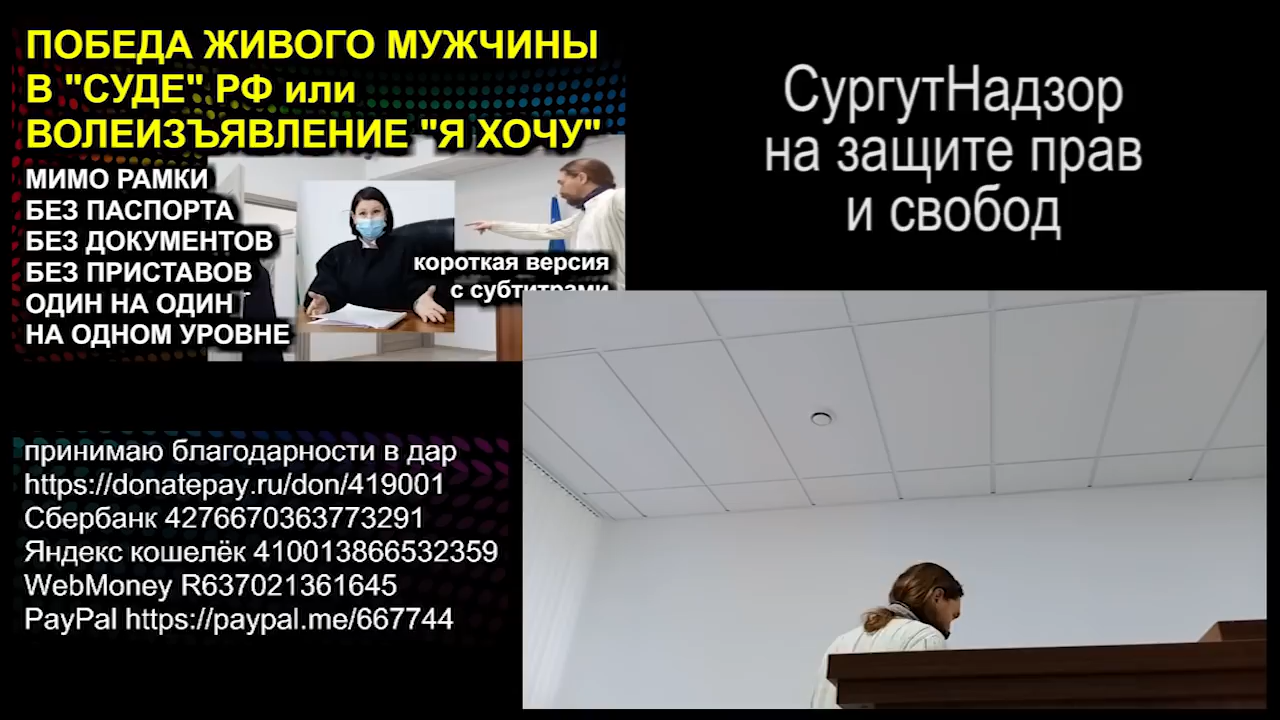 ПОБЕДА ЖИВОГО МУЖЧИНЫ
В "СУДЕ" РФ или
ВОЛЕИЗЪЯВЛЕНИЕ "Я ХОЧУ"
МИМО РАМКИ
БЕЗ ПАСПОРТА
БЕЗ ДОКУМЕНТОВ
БЕЗ ПРИСТАВОВ
ОДИН НА ОДИН
НА ОДНОМ УРОВНЕ
короткая версия
с субтитрами
СургутНадзор
на защите прав
и свобод
принимаю благодарности в дар
https://donatepay.ru/don/419001
Сбербанк 4276670363773291
Яндекс кошелёк 410013866532359
WebMoney R637021361645
PayPal https://paypal.me/667744